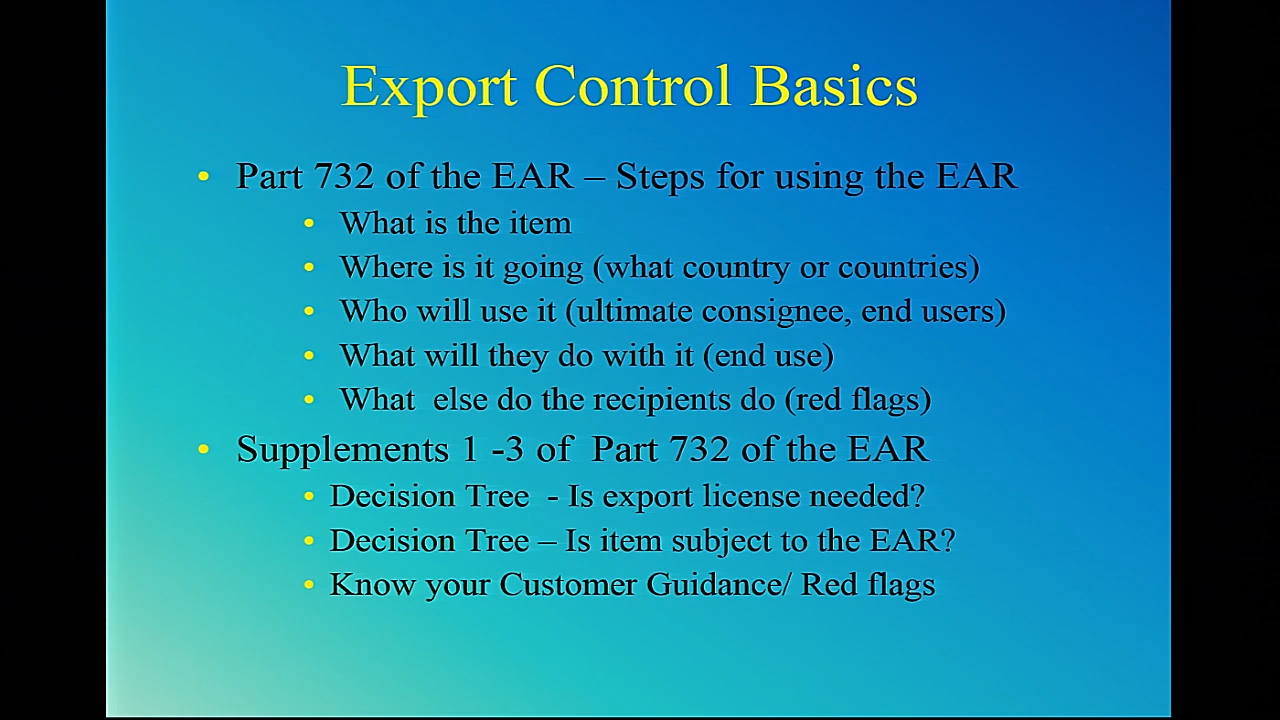 Export Control Basics
• Part 732 of the EAR – Steps for using the EAR
• What is the item
• Where is it going (what country or countries)
• Who will use it (ultimate consignee, end users)
• What will they do with it (end use)
• What  else do the recipients do (red flags)
• Supplements 1 -3 of  Part 732 of the EAR
• Decision Tree  - Is export license needed?
• Decision Tree – Is item subject to the EAR?
• Know your Customer Guidance/ Red flags